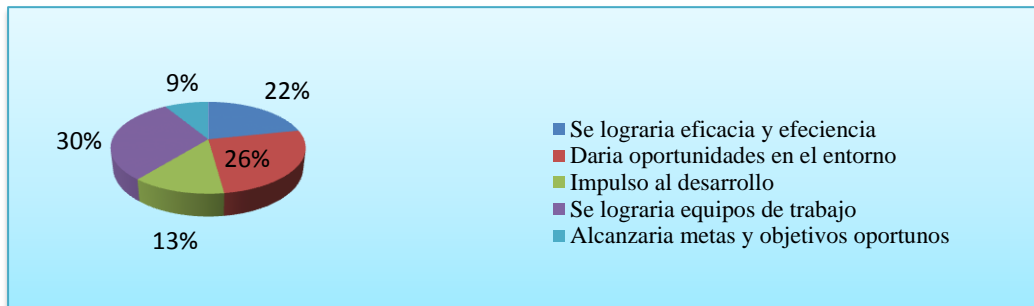 9%
22%
30%
26%
13%
Se lograria eficacia y efeciencia
Daria oportunidades en el entorno
Impulso al desarrollo
Se lograria equipos de trabajo
Alcanzaria metas y objetivos oportunos